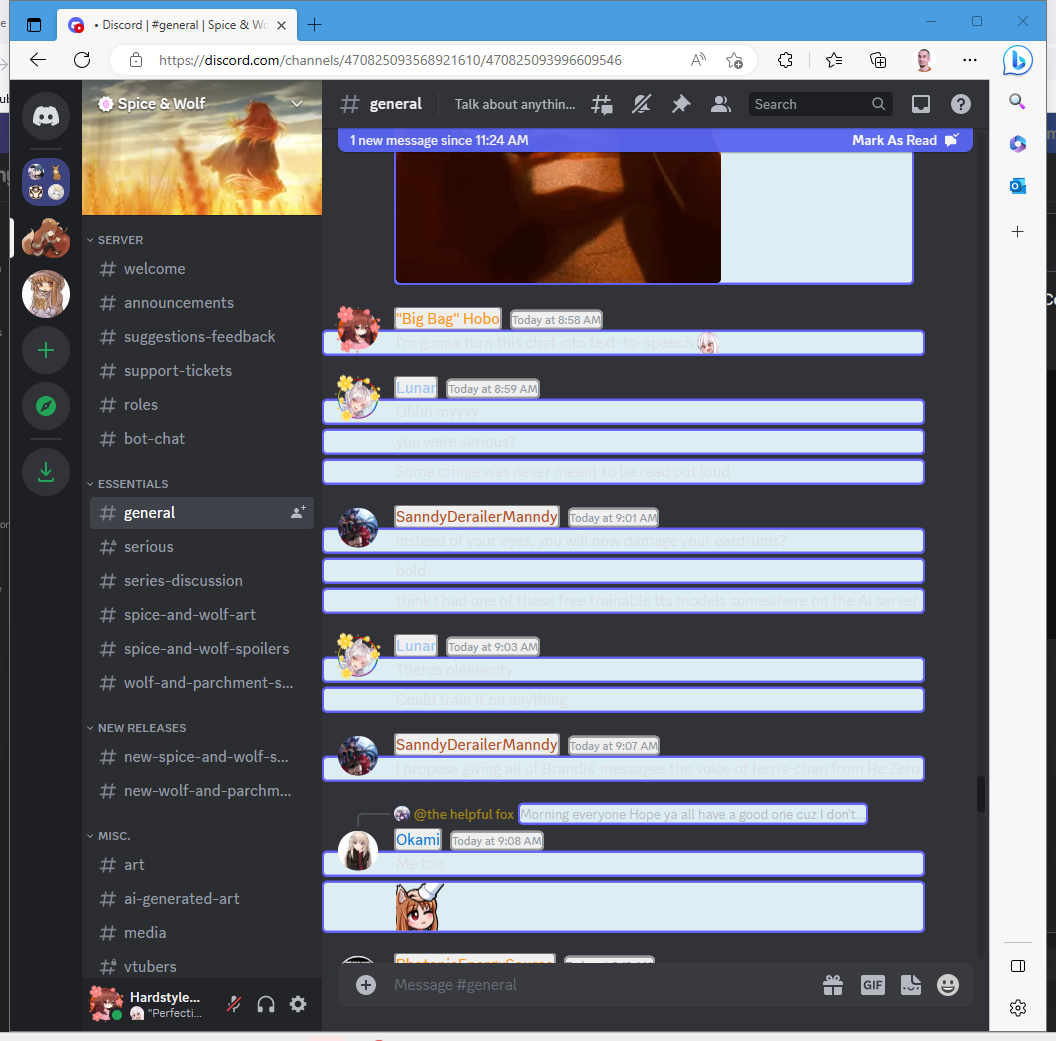 • Discord | #general | Spice & Wo
https://discord.com/channels/470825093568921610/470825093996609546
Spice & Wolf
general
Talk about anythin...
Search
1 new message since 11:24 AM
Mark As Read
SERVER
welcome
announcements
suggestions-feedback
support-tickets
roles
bot-chat
ESSENTIALS
general
serious
series-discussion
spice-and-wolf-art
spice-and-wolf-spoilers
wolf-and-parchment-s...
NEW RELEASES
new-spice-and-wolf-s...
new-wolf-and-parchm...
MISC.
art
ai-generated-art
media
vtubers
Hardstyle...
"Perfecti...
"Big Bag" Hobo Today at 8:58 AM
I'm gonna turn this chat into text-to-speech
Lunar Today at 8:59 AM
Ohhh myyyy
you were serious?
Some cringe was never meant to be read out loud
SanndyDerailerManndy Today at 9:01 AM
instead of your eyes, you will now damage your eardrums?
bold
think I had one of those free trainable tts models somewhere on the AI server
Lunar Today at 9:03 AM
Theres pleeeenty
Could train it on anything
SanndyDerailerManndy Today at 9:07 AM
I propose giving all of Brandis' messages the voice of ferris-chan from Re:Zero
@the helpful fox Morning everyone Hope ya all have a good one cuz I don't...
Okami Today at 9:08 AM
Me too
Message #general
GIF